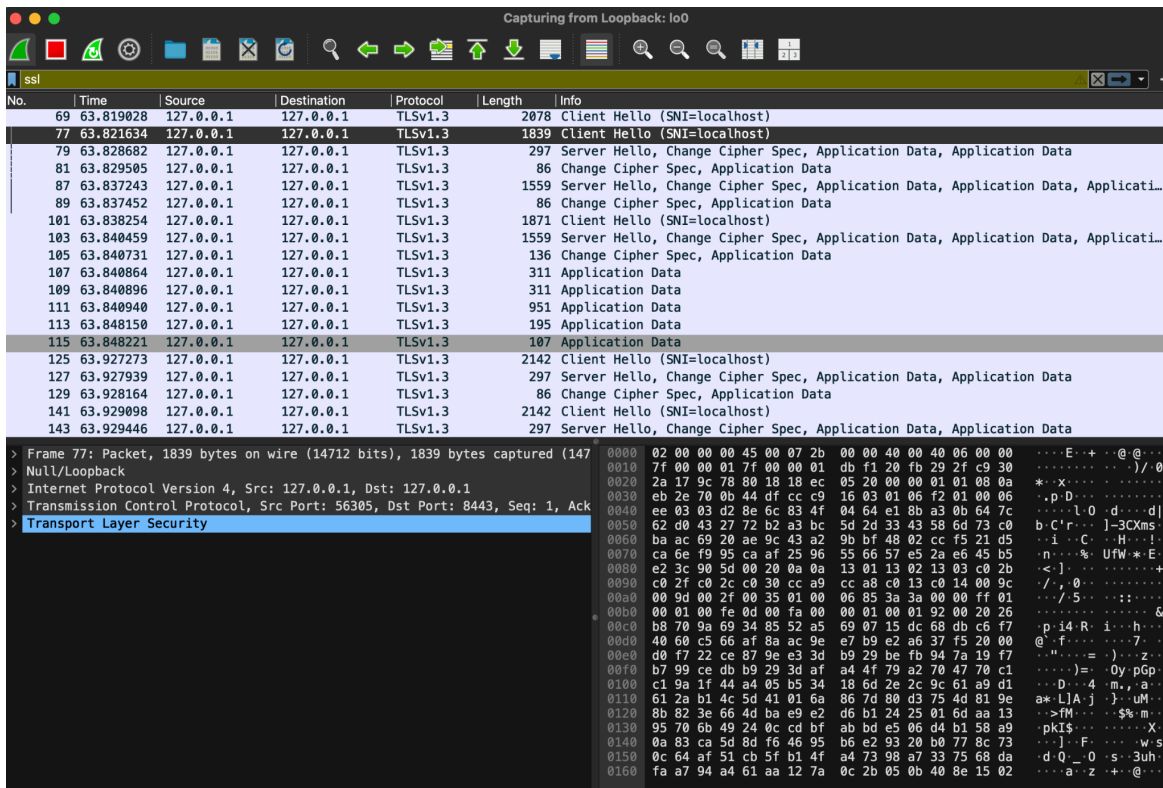 Capturing from Loopback: lo0
ssl
No. Time Source Destination Protocol Length Info
69 63.819028 127.0.0.1 127.0.0.1 TLSv1.3 2078 Client Hello (SNI=localhost)
77 63.821634 127.0.0.1 127.0.0.1 TLSv1.3 1839 Client Hello (SNI=localhost)
79 63.828682 127.0.0.1 127.0.0.1 TLSv1.3 297 Server Hello, Change Cipher Spec, Application Data, Application Data
81 63.829505 127.0.0.1 127.0.0.1 TLSv1.3 86 Change Cipher Spec, Application Data
87 63.837243 127.0.0.1 127.0.0.1 TLSv1.3 1559 Server Hello, Change Cipher Spec, Application Data, Application Data, Applicati…
89 63.837452 127.0.0.1 127.0.0.1 TLSv1.3 86 Change Cipher Spec, Application Data
101 63.838254 127.0.0.1 127.0.0.1 TLSv1.3 1871 Client Hello (SNI=localhost)
103 63.840459 127.0.0.1 127.0.0.1 TLSv1.3 1559 Server Hello, Change Cipher Spec, Application Data, Application Data, Applicati…
105 63.840731 127.0.0.1 127.0.0.1 TLSv1.3 136 Change Cipher Spec, Application Data
107 63.840864 127.0.0.1 127.0.0.1 TLSv1.3 311 Application Data
109 63.840896 127.0.0.1 127.0.0.1 TLSv1.3 311 Application Data
111 63.840940 127.0.0.1 127.0.0.1 TLSv1.3 951 Application Data
113 63.848150 127.0.0.1 127.0.0.1 TLSv1.3 195 Application Data
115 63.848221 127.0.0.1 127.0.0.1 TLSv1.3 107 Application Data
125 63.927273 127.0.0.1 127.0.0.1 TLSv1.3 2142 Client Hello (SNI=localhost)
127 63.927939 127.0.0.1 127.0.0.1 TLSv1.3 297 Server Hello, Change Cipher Spec, Application Data, Application Data
129 63.928164 127.0.0.1 127.0.0.1 TLSv1.3 86 Change Cipher Spec, Application Data
141 63.929098 127.0.0.1 127.0.0.1 TLSv1.3 2142 Client Hello (SNI=localhost)
143 63.929446 127.0.0.1 127.0.0.1 TLSv1.3 297 Server Hello, Change Cipher Spec, Application Data, Application Data
> Frame 77: Packet, 1839 bytes on wire (14712 bits), 1839 bytes captured (147
> Null/Loopback
> Internet Protocol Version 4, Src: 127.0.0.1, Dst: 127.0.0.1
> Transmission Control Protocol, Src Port: 56305, Dst Port: 8443, Seq: 1, Ack
> Transport Layer Security
0000 02 00 00 00 45 00 07 2b 00 00 40 00 40 06 00 00
0010 7f 00 00 01 7f 00 00 01 db f1 20 fb 29 2f c9 30
0020 2a 17 9c 78 80 18 18 ec 05 20 00 00 01 01 08 0a
0030 eb 2e 70 0b 44 df cc c9 16 03 01 06 f2 01 00 06
0040 ee 03 03 d2 8e 6c 83 4f 04 64 e1 8b a3 0b 64 7c
0050 62 d0 43 27 72 b2 a3 bc 5d 2d 33 43 58 6d 73 c0
0060 ba ac 69 20 ae 9c 43 a2 9b bf 48 02 cc f5 21 d5
0070 ca 6e f9 95 ca af 25 96 55 66 57 e5 2a e6 45 b5
0080 e2 3c 90 5d 00 20 0a 0a 13 01 13 02 13 03 c0 2b
0090 c0 2f c0 2c c0 30 cc a9 cc a8 c0 13 c0 14 00 9c
00a0 00 9d 00 2f 00 35 01 00 06 85 3a 3a 00 00 ff 01
00b0 00 01 00 fe 0d 00 fa 00 00 01 00 01 92 00 20 26
00c0 b8 70 9a 69 34 85 52 a5 69 07 15 dc 68 db c6 f7
00d0 40 60 c5 66 af 8a ac 9e e7 b9 e2 a6 37 f5 20 00
00e0 d0 f7 22 ce 87 9e e3 3d b9 29 be fb 94 7a 19 f7
00f0 b7 99 ce db b9 29 3d af a4 4f 79 a2 70 47 70 c1
0100 c1 9a 1f 44 a4 05 b5 34 18 6d 2e 2c 9c 61 a9 d1
0110 61 2a b1 4c 5d 41 01 6a 86 7d 80 d3 75 4d 81 9e
0120 8b 82 3e 66 4d ba e9 e2 d6 b1 24 25 01 6d aa 13
0130 95 70 6b 49 24 0c cd bf ab bd e5 06 d4 b1 58 a9
0140 0a 83 ca 5d 8d f6 46 95 b6 e2 93 20 b0 77 8c 73
0150 0c 64 af 51 cb 5f b1 4f a4 73 98 a7 33 75 68 da
0160 fa a7 94 a4 61 aa 12 7a 0c 2b 05 0b 40 8e 15 02